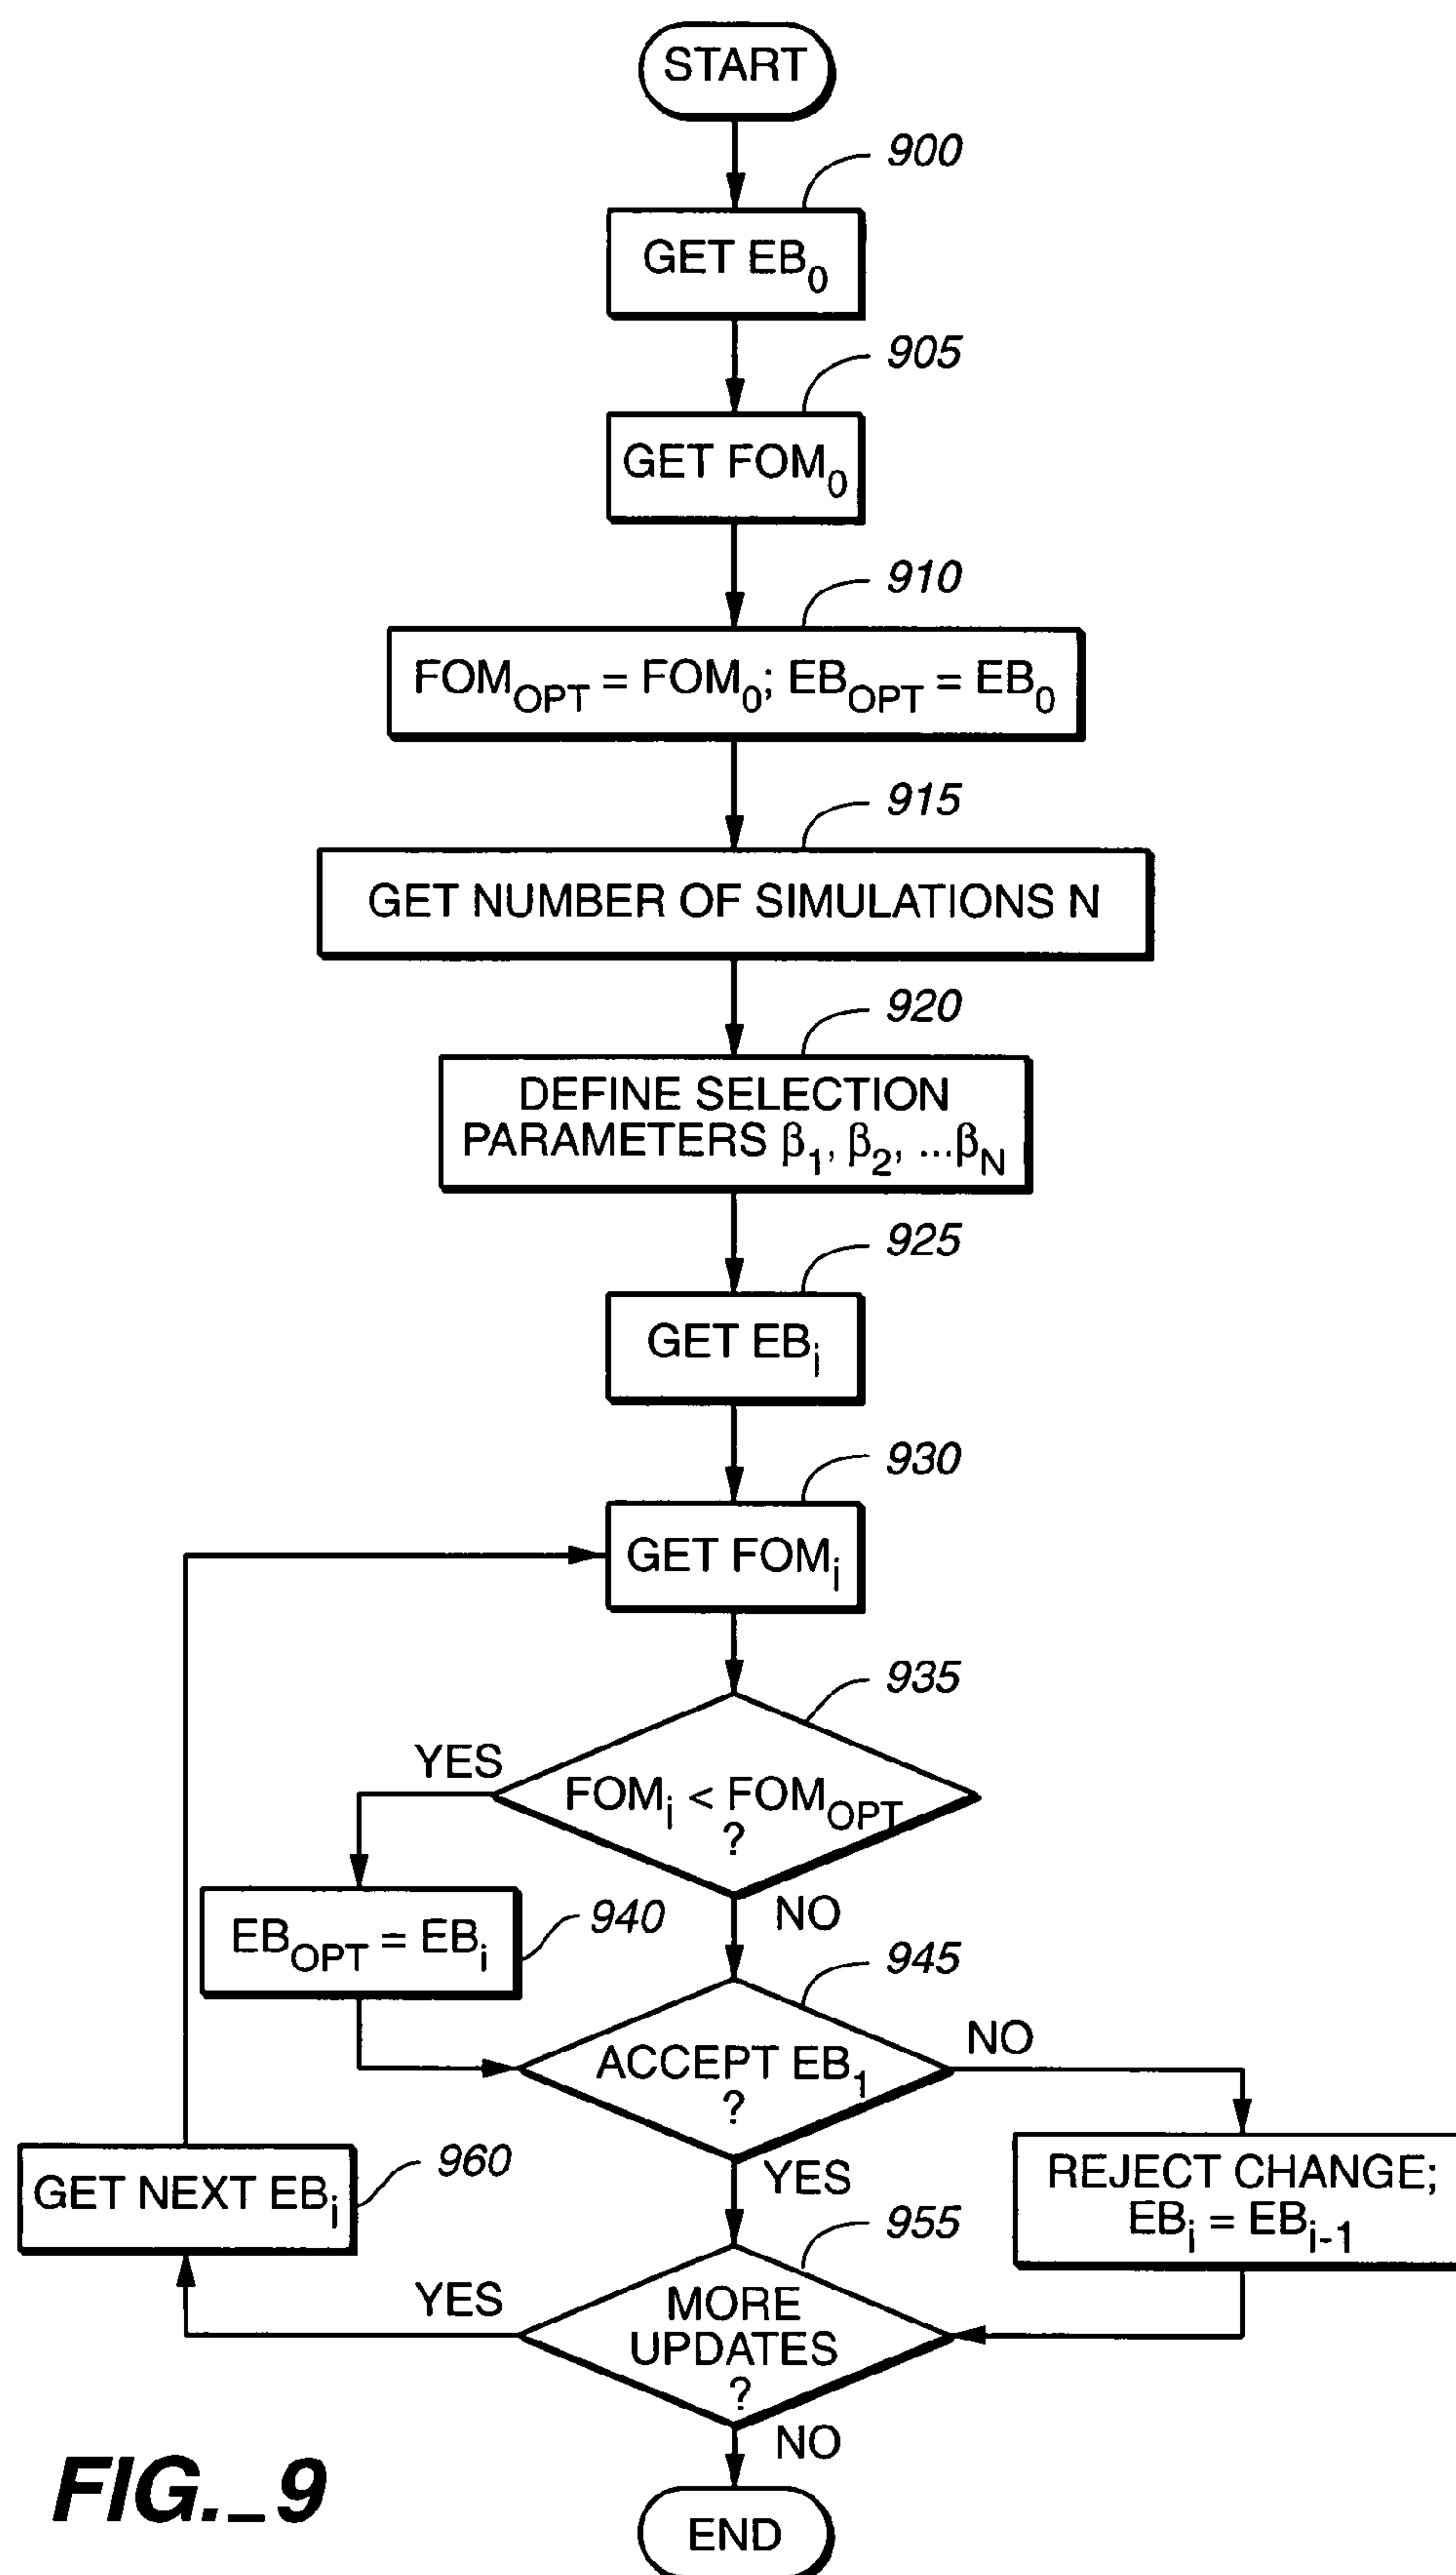 START
900
GET EB0
905
GET FOM0
910
FOMOPT = FOM0; EBOPT = EB0
915
GET NUMBER OF SIMULATIONS N
920
DEFINE SELECTION
PARAMETERS β1, β2, ...βN
925
GET EBi
930
GET FOMi
935
YES
FOMi < FOMOPT
?
NO
EBOPT = EBi
940
945
ACCEPT EB1
?
NO
YES
REJECT CHANGE;
EBi = EBi-1
GET NEXT EBi
960
955
YES
MORE
UPDATES
?
NO
END
FIG._9